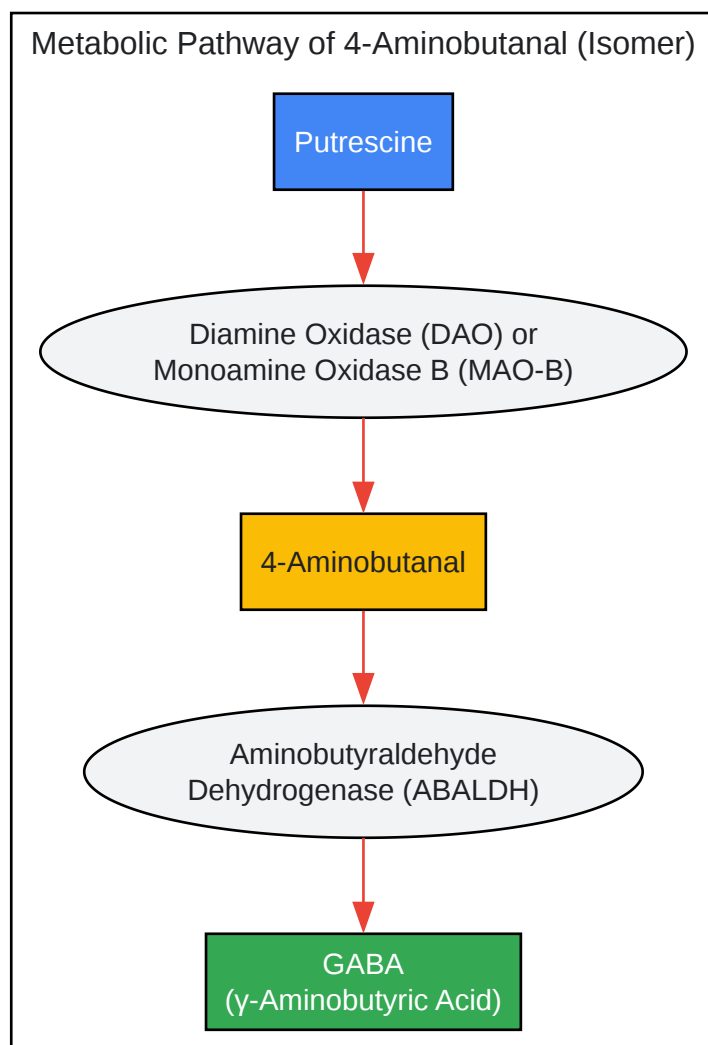 Metabolic Pathway of 4-Aminobutanal (Isomer)
Putrescine
Diamine Oxidase (DAO) or
Monoamine Oxidase B (MAO-B)
4-Aminobutanal
Aminobutyraldehyde
Dehydrogenase (ABALDH)
GABA
(γ-Aminobutyric Acid)